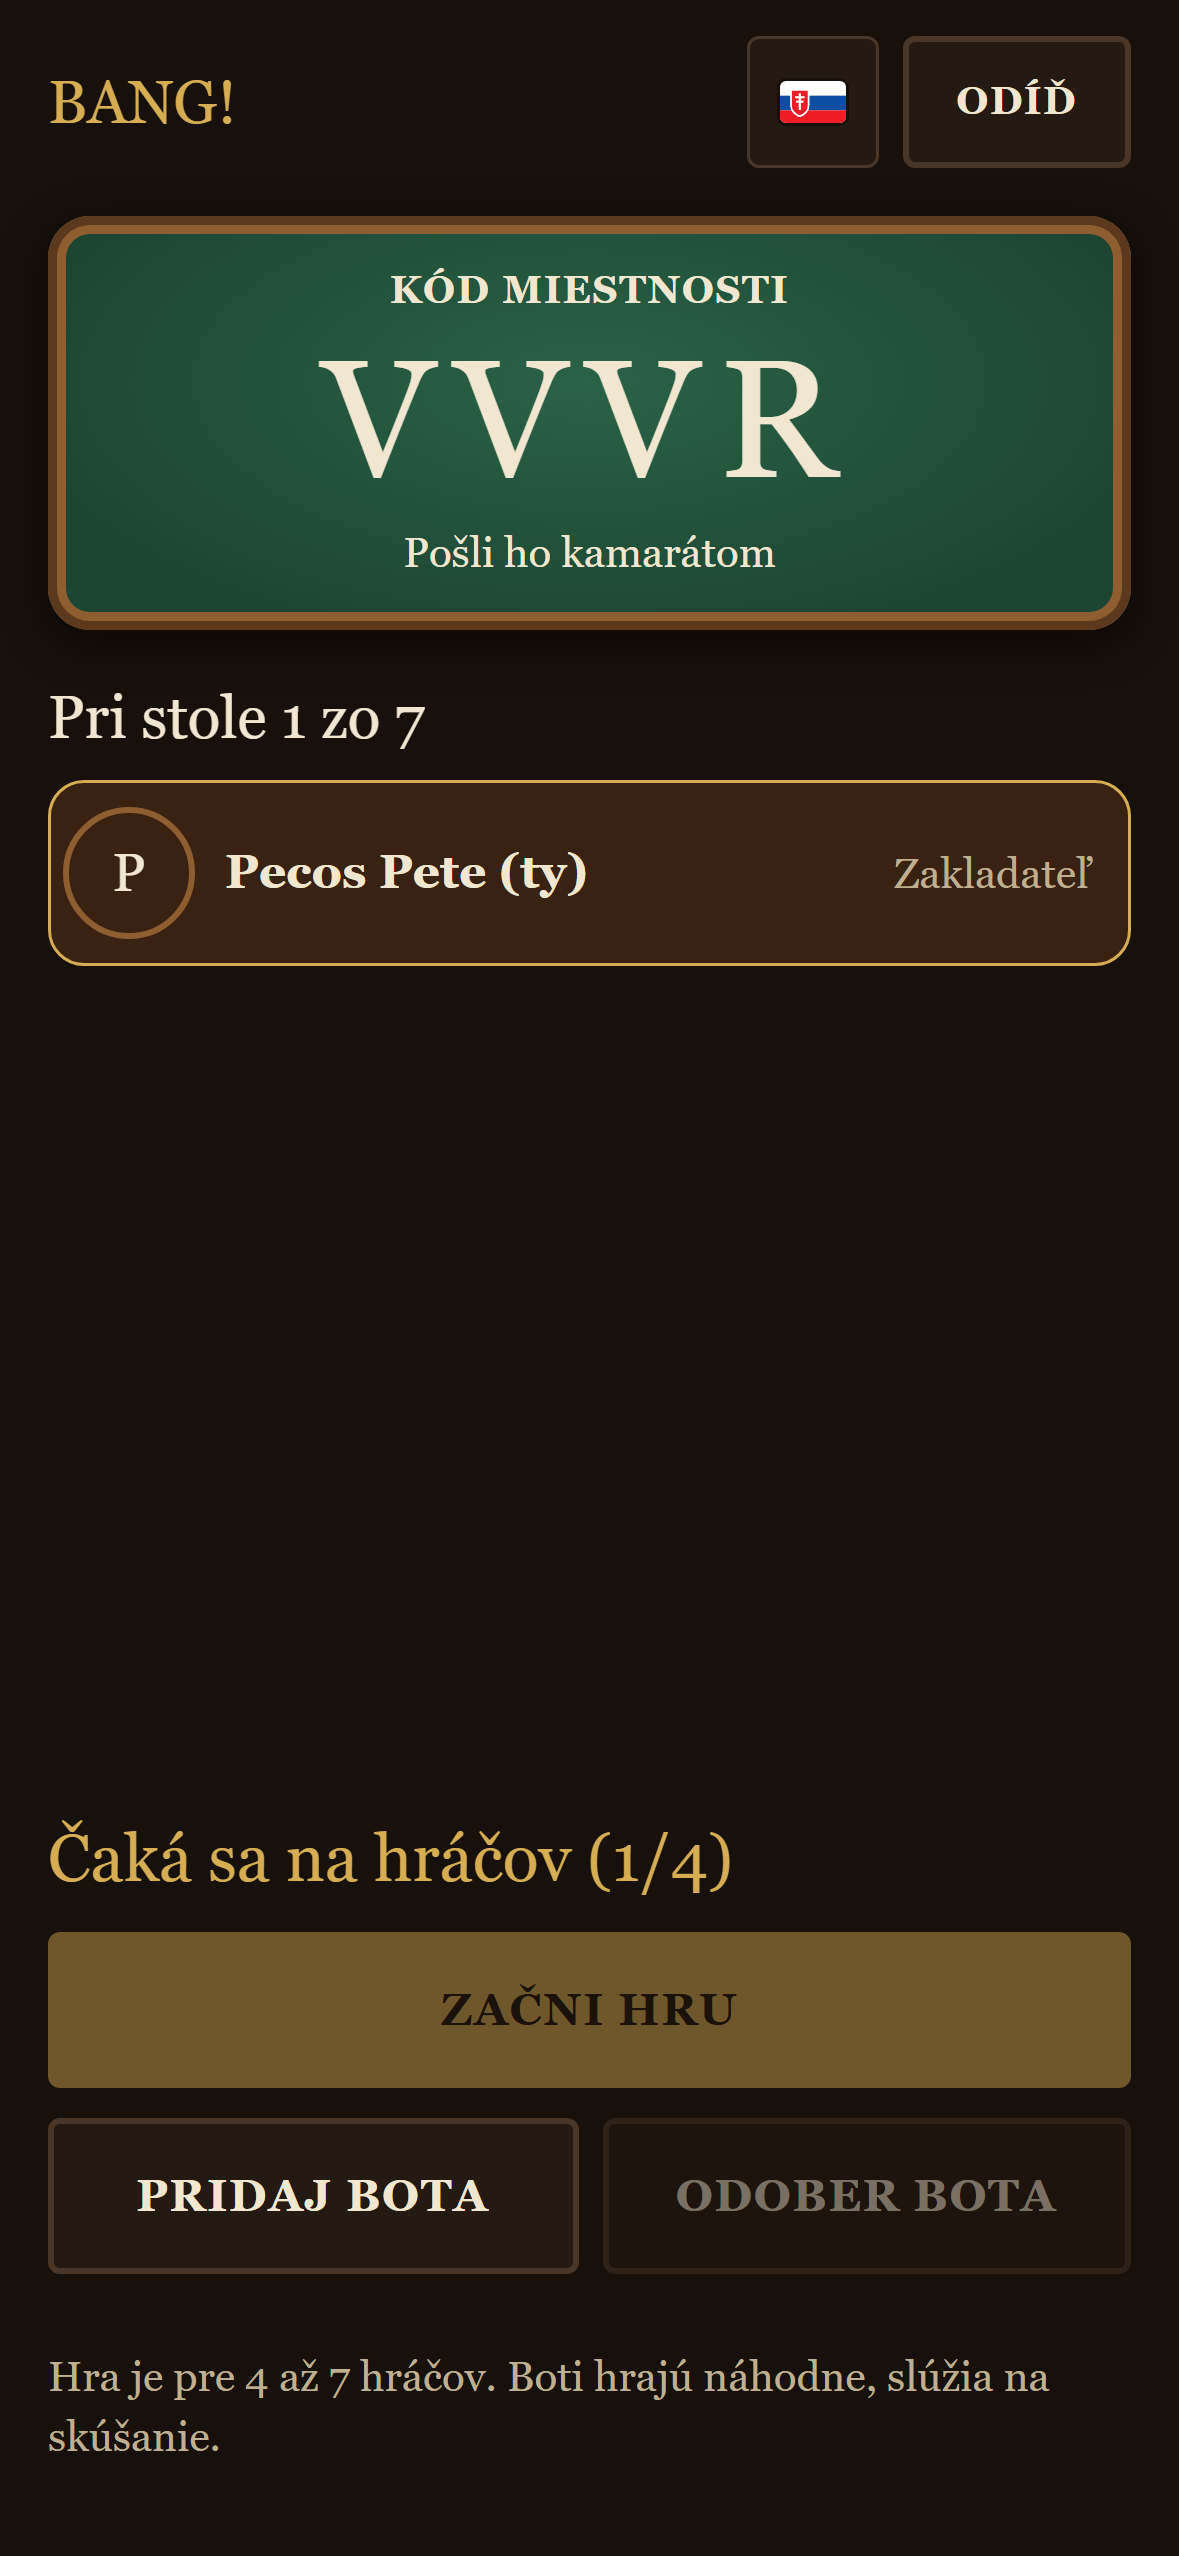 BANG!
ODÍĎ
KÓD MIESTNOSTI
VVVR
Pošli ho kamarátom
Pri stole 1 zo 7
P
Pecos Pete (ty)
Zakladateľ
Čaká sa na hráčov (1/4)
ZAČNI HRU
PRIDAJ BOTA
ODOBER BOTA
Hra je pre 4 až 7 hráčov. Boti hrajú náhodne, slúžia na
skúšanie.